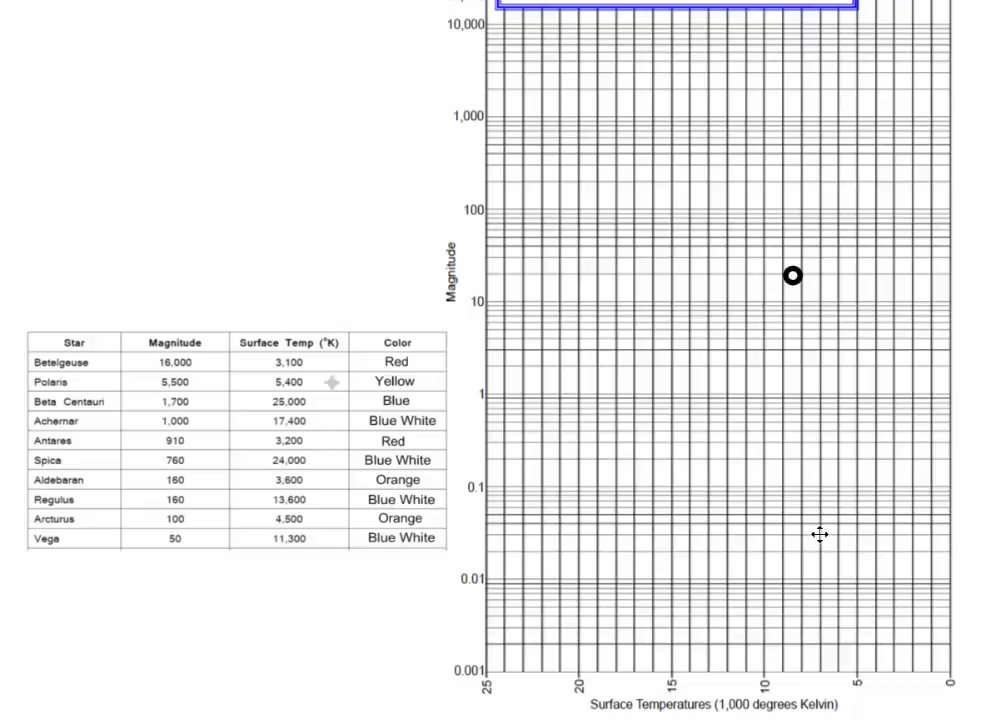 10,000
1,000
100
10
1
0.1
0.01
0.001
Magnitude
25 20 15 10 5 0
Surface Temperatures (1,000 degrees Kelvin)
Star Magnitude Surface Temp (°K) Color
Betelgeuse 16,000 3,100 Red
Polaris 5,500 5,400 Yellow
Beta Centauri 1,700 25,000 Blue
Achernar 1,000 17,400 Blue White
Antares 910 3,200 Red
Spica 760 24,000 Blue White
Aldebaran 160 3,600 Orange
Regulus 160 13,600 Blue White
Arcturus 100 4,500 Orange
Vega 50 11,300 Blue White